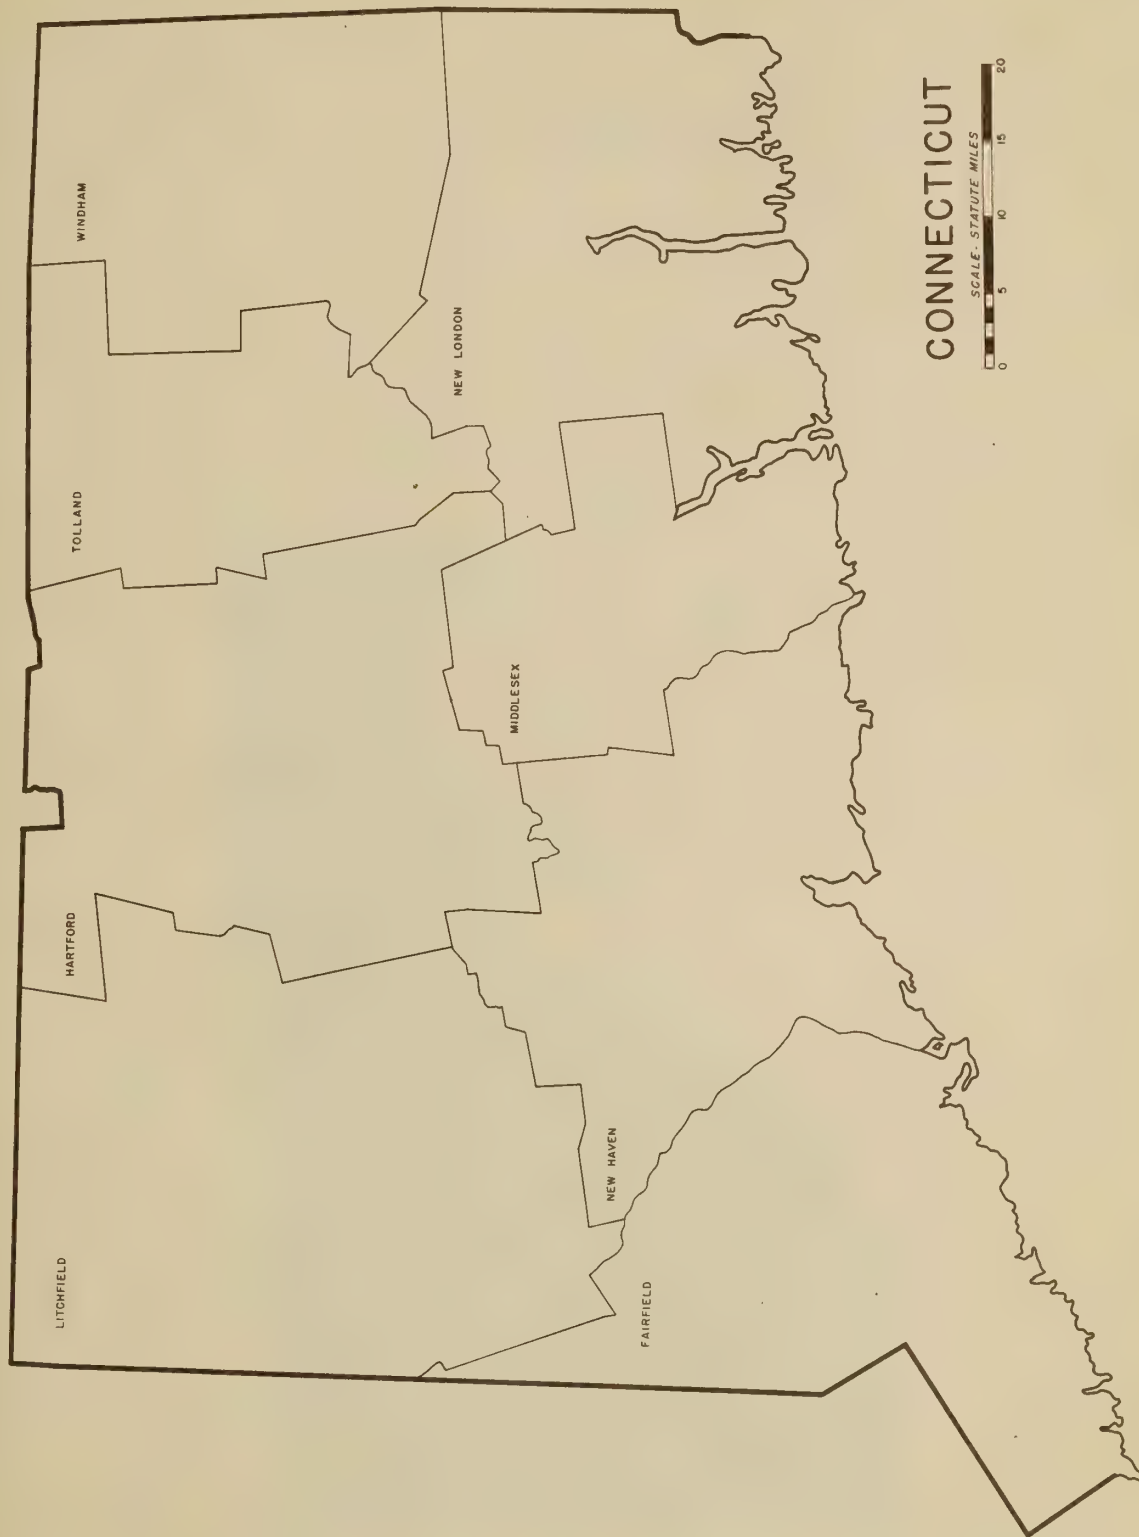 LITCHFIELD
HARTFORD
TOLLAND
WINDHAM
NEW LONDON
MIDDLESEX
NEW HAVEN
FAIRFIELD
CONNECTICUT
SCALE - STATUTE MILES
0 5 10 15 20